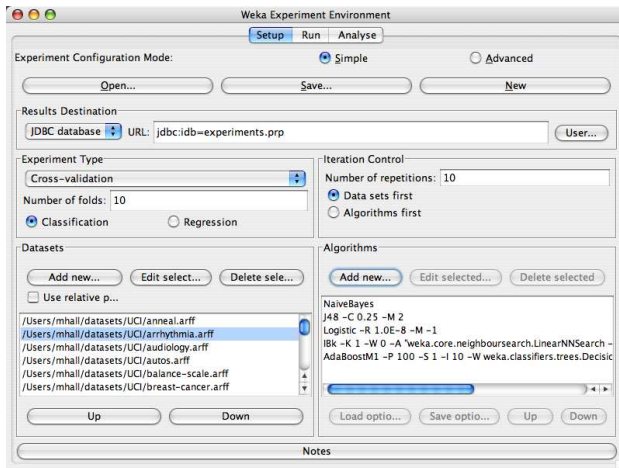 Weka Experiment Environment
Setup Run Analyse
Experiment Configuration Mode: Simple Advanced
Open... Save... New
Results Destination
JDBC database URL: jdbc:idb=experiments.prp User...
Experiment Type
Cross-validation
Number of folds: 10
Classification Regression
Iteration Control
Number of repetitions: 10
Data sets first
Algorithms first
Datasets
Add new... Edit select... Delete sele...
Use relative p...
/Users/mhall/datasets/UCI/anneal.arff
/Users/mhall/datasets/UCI/arrhythmia.arff
/Users/mhall/datasets/UCI/audiology.arff
/Users/mhall/datasets/UCI/autos.arff
/Users/mhall/datasets/UCI/balance-scale.arff
/Users/mhall/datasets/UCI/breast-cancer.arff
Up Down
Algorithms
Add new... Edit selected... Delete selected
NaiveBayes
J48 -C 0.25 -M 2
Logistic -R 1.0E-8 -M -1
IBk -K 1 -W 0 -A "weka.core.neighboursearch.LinearNNSearch -
AdaBoostM1 -P 100 -S 1 -I 10 -W weka.classifiers.trees.Decisic
Load optio... Save optio... Up Down
Notes